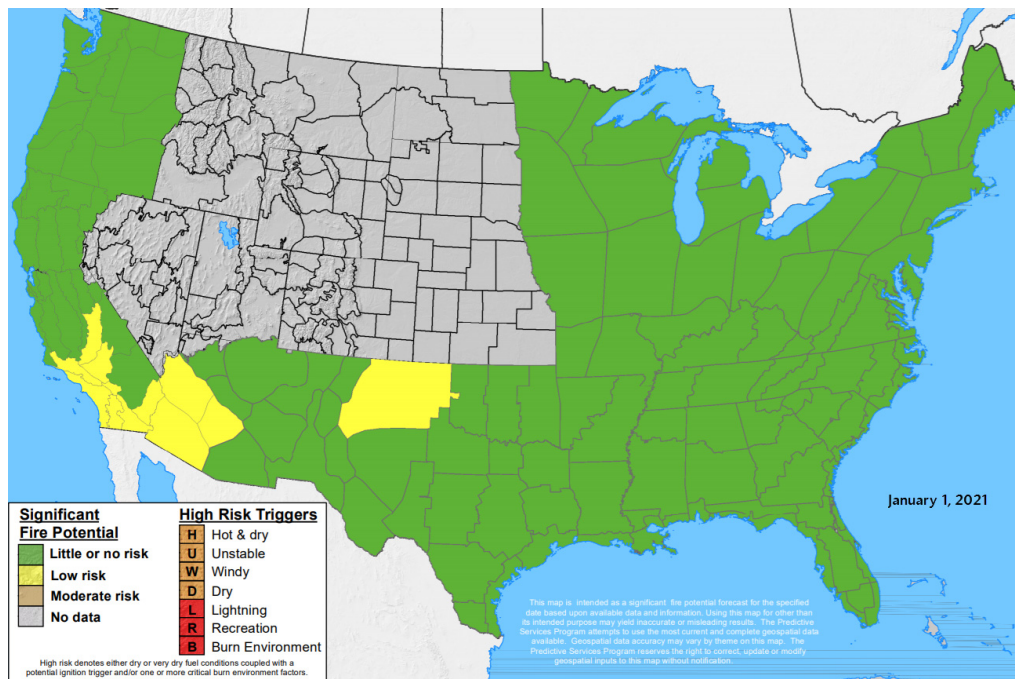 January 1, 2021
Significant
Fire Potential
Little or no risk
Low risk
Moderate risk
No data
High Risk Triggers
H Hot & dry
U Unstable
W Windy
D Dry
L Lightning
R Recreation
B Burn Environment
High risk denotes either dry or very dry fuel conditions coupled with a
potential ignition trigger and/or one or more critical burn environment factors.
This map is intended as a significant fire potential forecast for the specified
date based upon available data and information. Using this map for other than
its intended purpose may yield inaccurate or misleading results. The Predictive
Services Program attempts to use the most current and complete geospatial data
available. Geospatial data accuracy may vary by theme on this map. The
Predictive Services Program reserves the right to correct, update or modify
geospatial inputs to this map without notification.